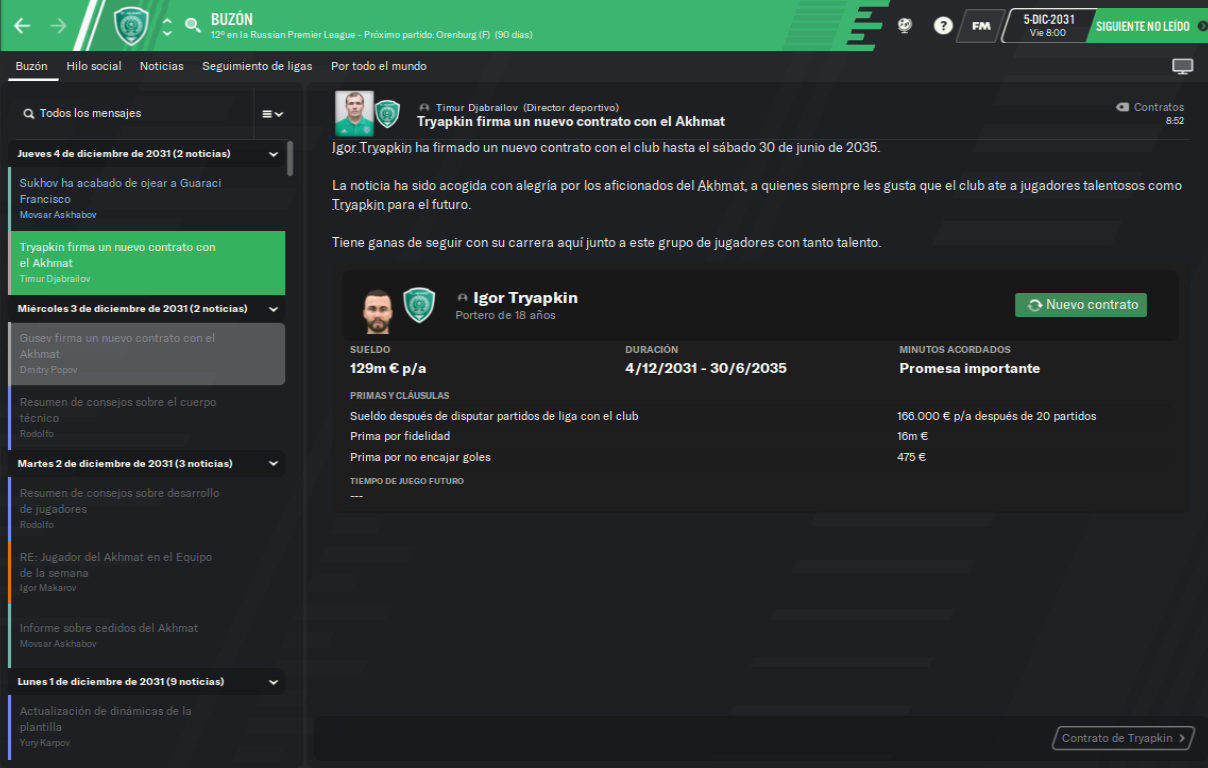 BUZÓN
12º en la Russian Premier League - Próximo partido: Orenburg (F) (90 días)
?
FM
5-DIC-2031
Vie 8:00
SIGUIENTE NO LEÍDO
Buzón
Hilo social
Noticias
Seguimiento de ligas
Por todo el mundo
Todos los mensajes
Jueves 4 de diciembre de 2031 (2 noticias)
Sukhov ha acabado de ojear a Guaraci
Francisco
Movsar Askhabov
Tryapkin firma un nuevo contrato con
el Akhmat
Timur Djabrailov
Miércoles 3 de diciembre de 2031 (2 noticias)
Gusev firma un nuevo contrato con el
Akhmat
Dmitry Popov
Resumen de consejos sobre el cuerpo
técnico
Rodolfo
Martes 2 de diciembre de 2031 (3 noticias)
Resumen de consejos sobre desarrollo
de jugadores
Rodolfo
RE: Jugador del Akhmat en el Equipo
de la semana
Igor Makarov
Informe sobre cedidos del Akhmat
Movsar Askhabov
Lunes 1 de diciembre de 2031 (9 noticias)
Actualización de dinámicas de la
plantilla
Yury Karpov
Timur Djabrailov (Director deportivo)
Tryapkin firma un nuevo contrato con el Akhmat
Contratos
8:52
Igor Tryapkin ha firmado un nuevo contrato con el club hasta el sábado 30 de junio de 2035.
La noticia ha sido acogida con alegría por los aficionados del Akhmat, a quienes siempre les gusta que el club ate a jugadores talentosos como
Tryapkin para el futuro.
Tiene ganas de seguir con su carrera aquí junto a este grupo de jugadores con tanto talento.
Igor Tryapkin
Portero de 18 años
Nuevo contrato
SUELDO
129m € p/a
DURACIÓN
4/12/2031 - 30/6/2035
MINUTOS ACORDADOS
Promesa importante
PRIMAS Y CLÁUSULAS
Sueldo después de disputar partidos de liga con el club
166.000 € p/a después de 20 partidos
Prima por fidelidad
16m €
Prima por no encajar goles
475 €
TIEMPO DE JUEGO FUTURO
---
Contrato de Tryapkin